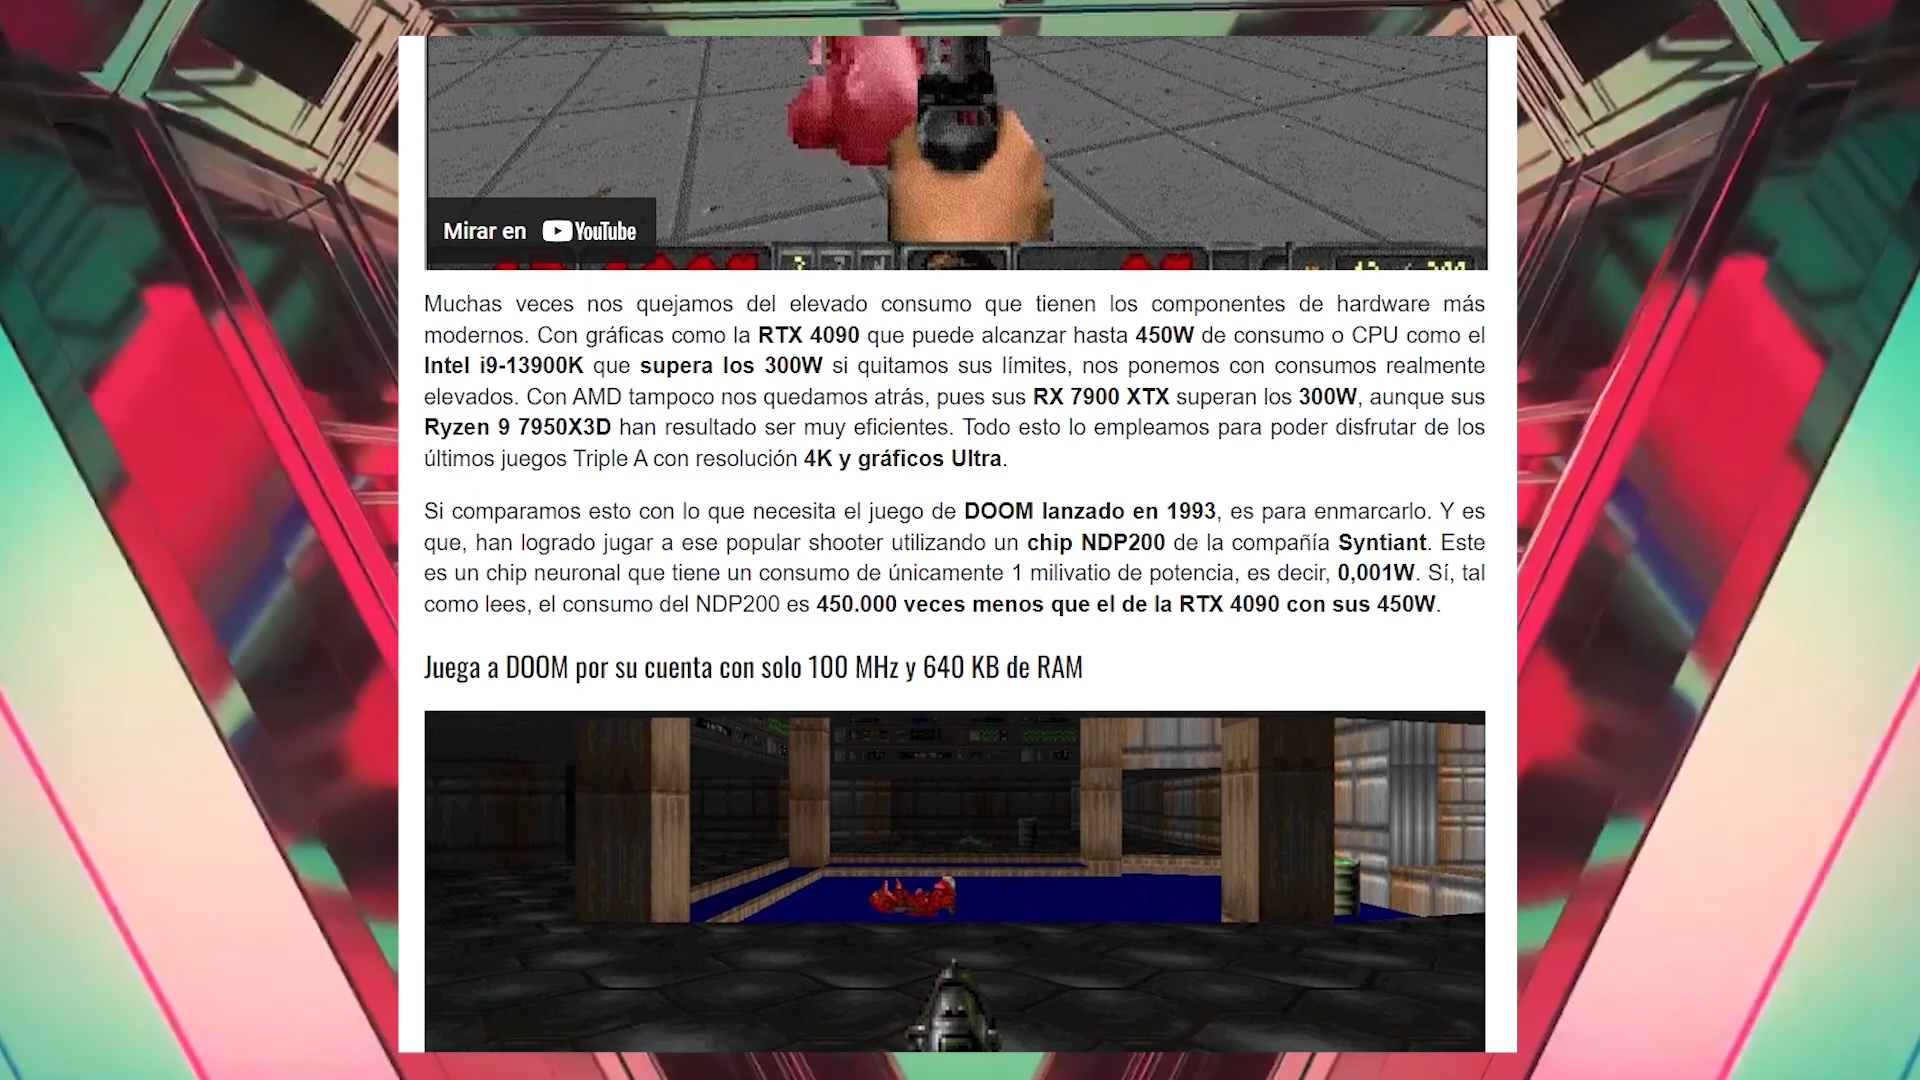 Mirar en YouTube
Muchas veces nos quejamos del elevado consumo que tienen los componentes de hardware más
modernos. Con gráficas como la RTX 4090 que puede alcanzar hasta 450W de consumo o CPU como el
Intel i9-13900K que supera los 300W si quitamos sus límites, nos ponemos con consumos realmente
elevados. Con AMD tampoco nos quedamos atrás, pues sus RX 7900 XTX superan los 300W, aunque sus
Ryzen 9 7950X3D han resultado ser muy eficientes. Todo esto lo empleamos para poder disfrutar de los
últimos juegos Triple A con resolución 4K y gráficos Ultra.
Si comparamos esto con lo que necesita el juego de DOOM lanzado en 1993, es para enmarcarlo. Y es
que, han logrado jugar a ese popular shooter utilizando un chip NDP200 de la compañía Syntiant. Este
es un chip neuronal que tiene un consumo de únicamente 1 milivatio de potencia, es decir, 0,001W. Sí, tal
como lees, el consumo del NDP200 es 450.000 veces menos que el de la RTX 4090 con sus 450W.
Juega a DOOM por su cuenta con solo 100 MHz y 640 KB de RAM